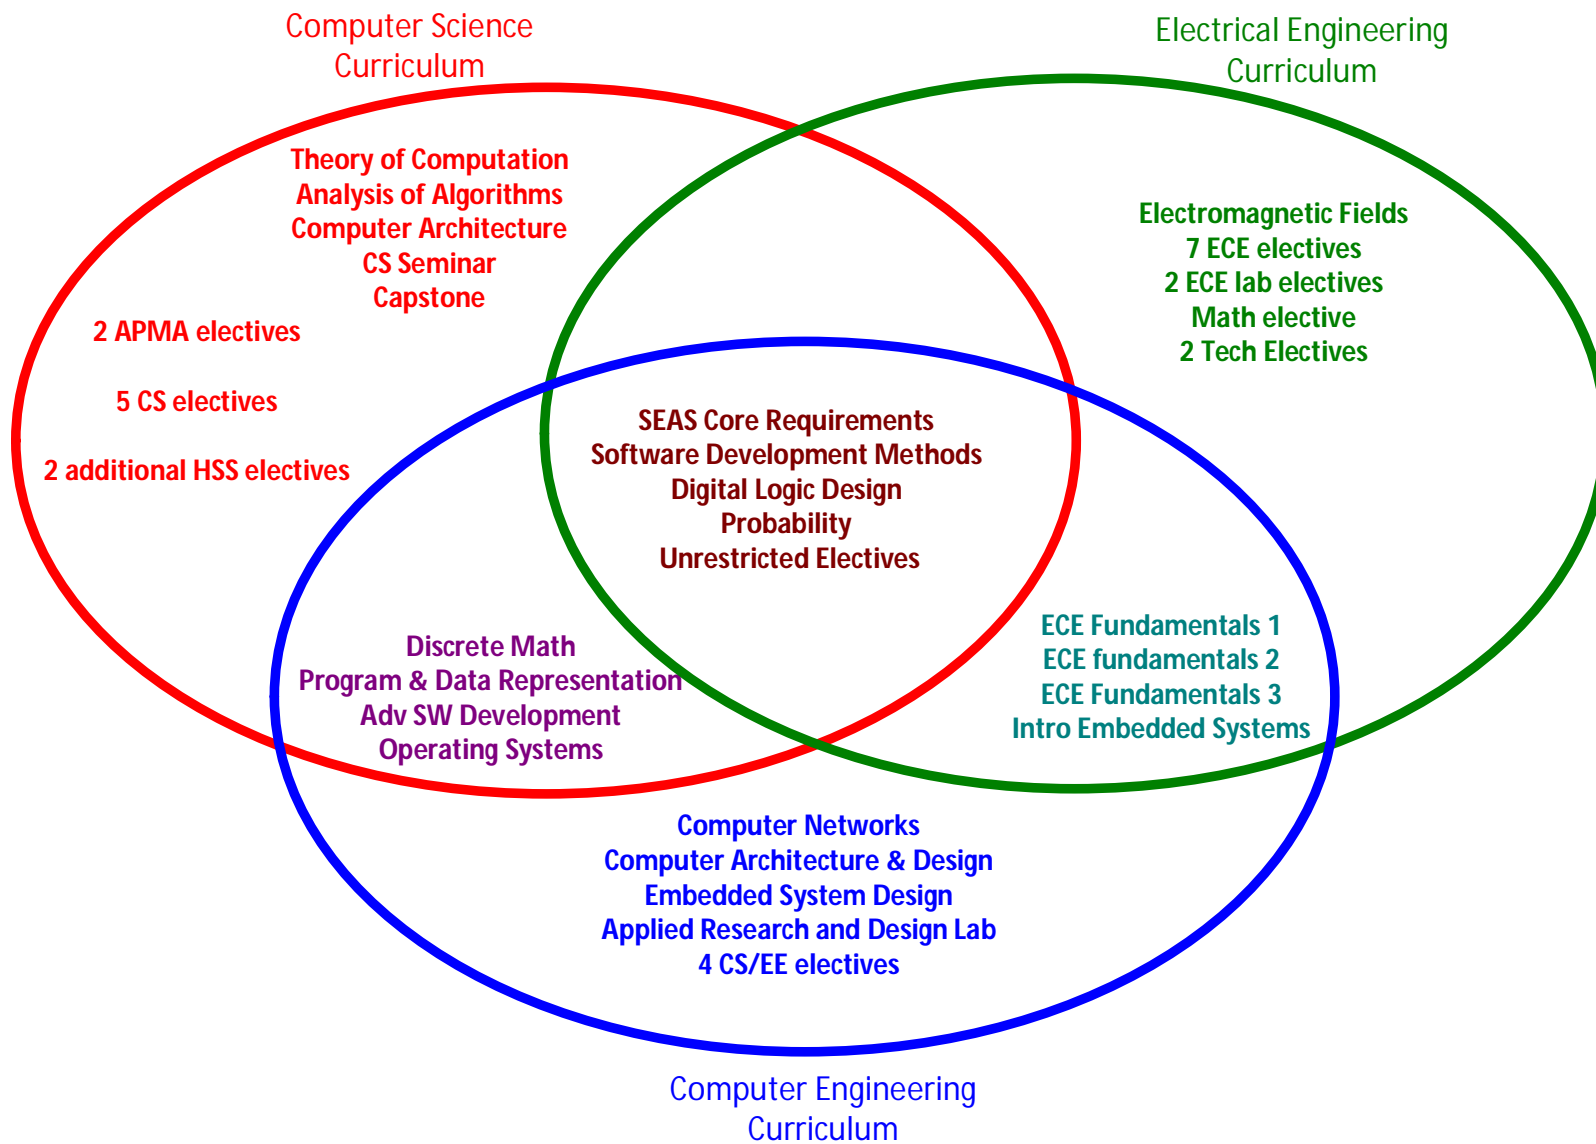 Computer Science
Curriculum
Electrical Engineering
Curriculum
Theory of Computation
Analysis of Algorithms
Computer Architecture
CS Seminar
Capstone
2 APMA electives
5 CS electives
2 additional HSS electives
Electromagnetic Fields
7 ECE electives
2 ECE lab electives
Math elective
2 Tech Electives
SEAS Core Requirements
Software Development Methods
Digital Logic Design
Probability
Unrestricted Electives
Discrete Math
Program & Data Representation
Adv SW Development
Operating Systems
ECE Fundamentals 1
ECE fundamentals 2
ECE Fundamentals 3
Intro Embedded Systems
Computer Networks
Computer Architecture & Design
Embedded System Design
Applied Research and Design Lab
4 CS/EE electives
Computer Engineering
Curriculum